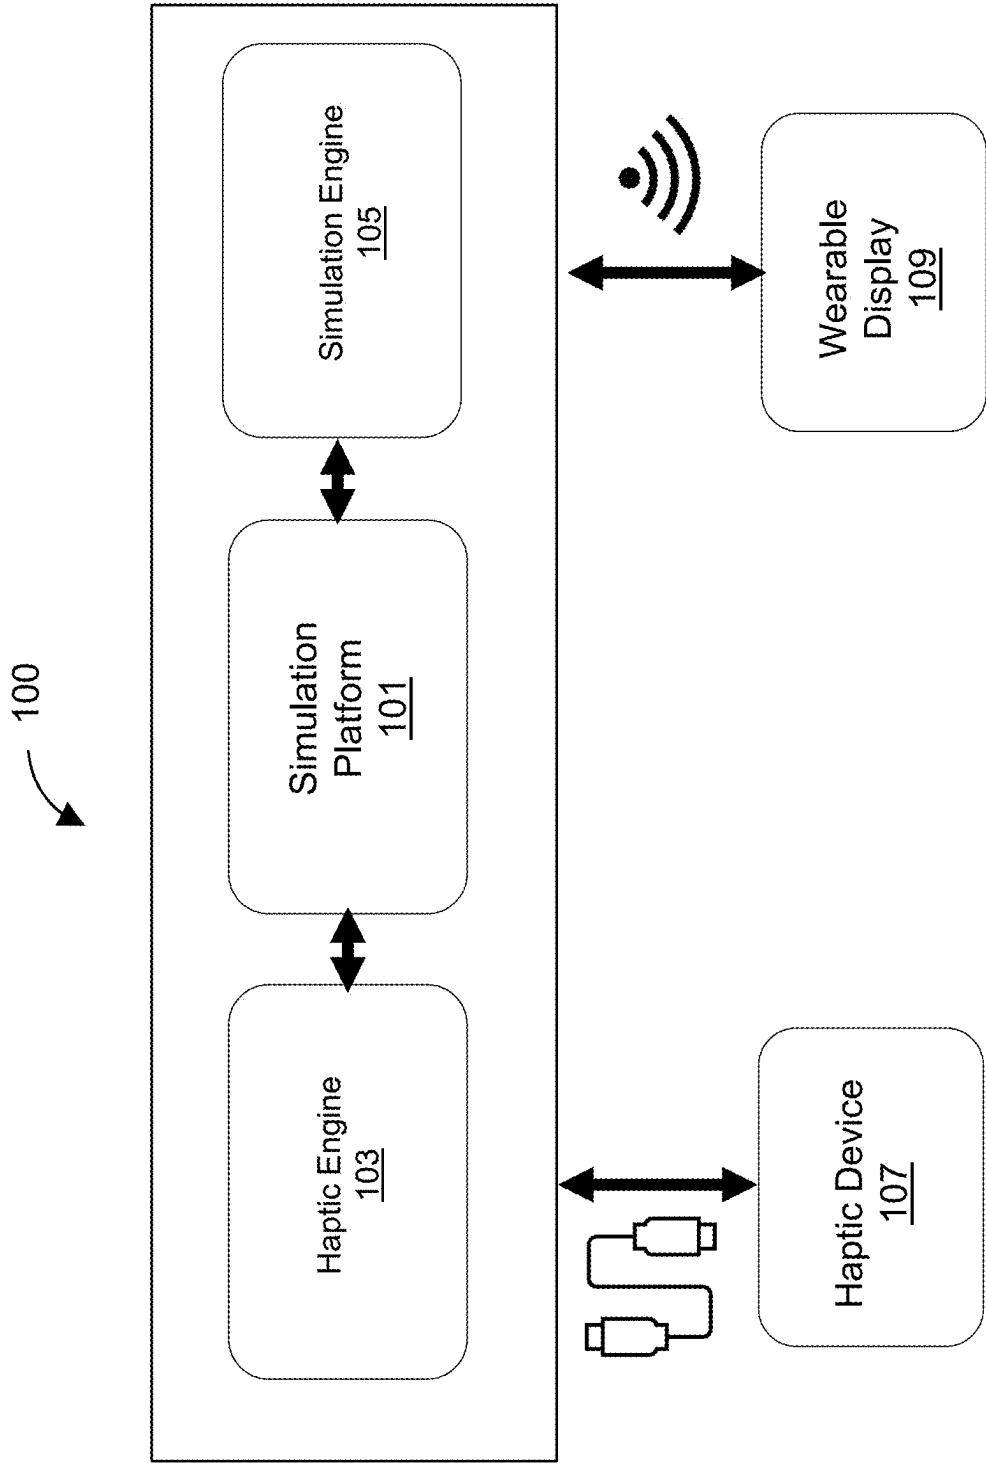 100
Haptic Engine
103
Simulation
Platform
101
Simulation Engine
105
Haptic Device
107
Wearable
Display
109